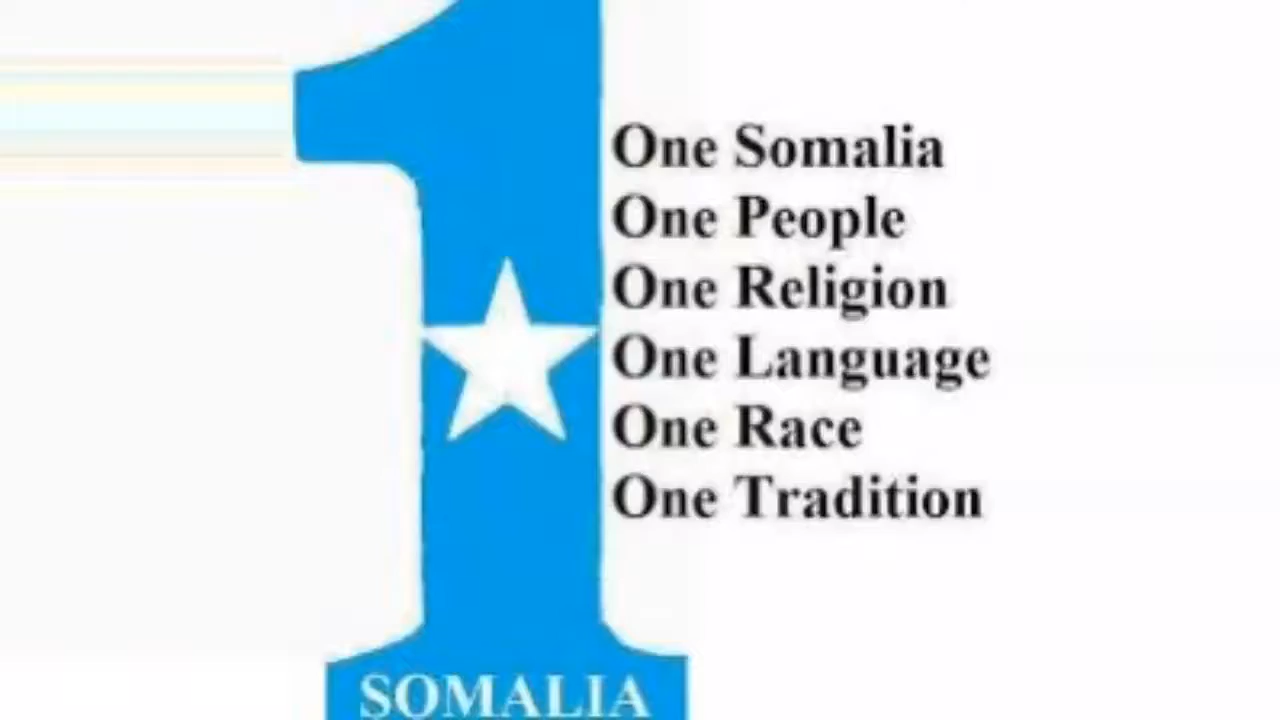 One Somalia
One People
One Religion
One Language
One Race
One Tradition
SOMALIA